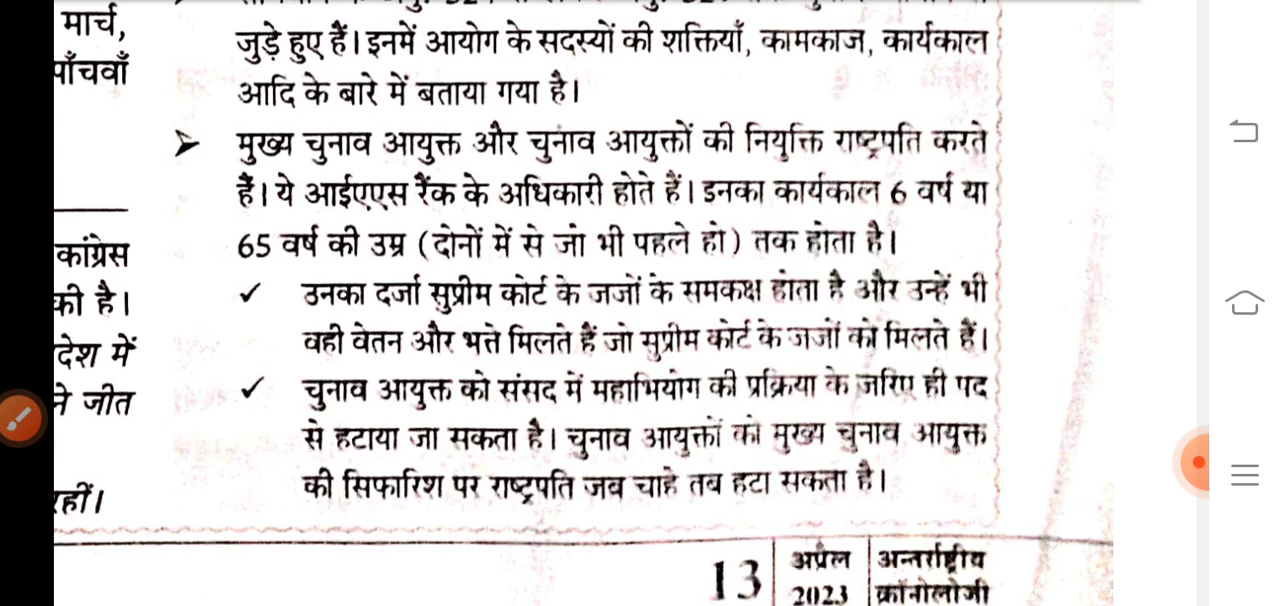 मार्च,
पाँचवाँ
कांग्रेस
की है।
देश में
ने जीत
रहीं।
जुड़े हुए हैं। इनमें आयोग के सदस्यों की शक्तियाँ, कामकाज, कार्यकाल
आदि के बारे में बताया गया है।
➢ मुख्य चुनाव आयुक्त और चुनाव आयुक्तों की नियुक्ति राष्ट्रपति करते
हैं। ये आईएएस रैंक के अधिकारी होते हैं। इनका कार्यकाल 6 वर्ष या
65 वर्ष की उम्र (दोनों में से जो भी पहले हो) तक होता है।
✓ उनका दर्जा सुप्रीम कोर्ट के जजों के समकक्ष होता है और उन्हें भी
वही वेतन और भत्ते मिलते हैं जो सुप्रीम कोर्ट के जजों को मिलते हैं।
✓ चुनाव आयुक्त को संसद में महाभियोग की प्रक्रिया के जरिए ही पद
से हटाया जा सकता है। चुनाव आयुक्तों को मुख्य चुनाव आयुक्त
की सिफारिश पर राष्ट्रपति जब चाहे तब हटा सकता है।
13 अप्रैल अन्तर्राष्ट्रीय
2023 क्रॉनोलोजी